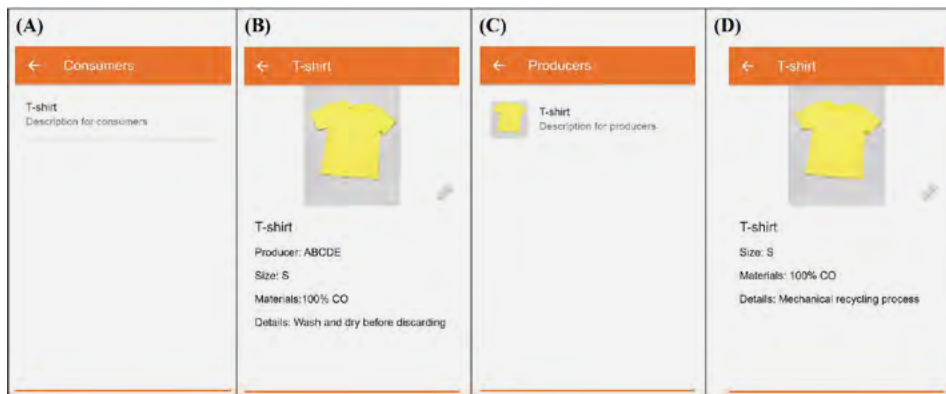 (A)
Consumers
T-shirt
Description for consumers
(B)
T-shirt
T-shirt
Producer: ABCDE
Size: S
Materials:100% CO
Details: Wash and dry before discarding
(C)
Producers
T-shirt
Description for producers
(D)
T-shirt
T-shirt
Size: S
Materials: 100% CO
Details: Mechanical recycling process